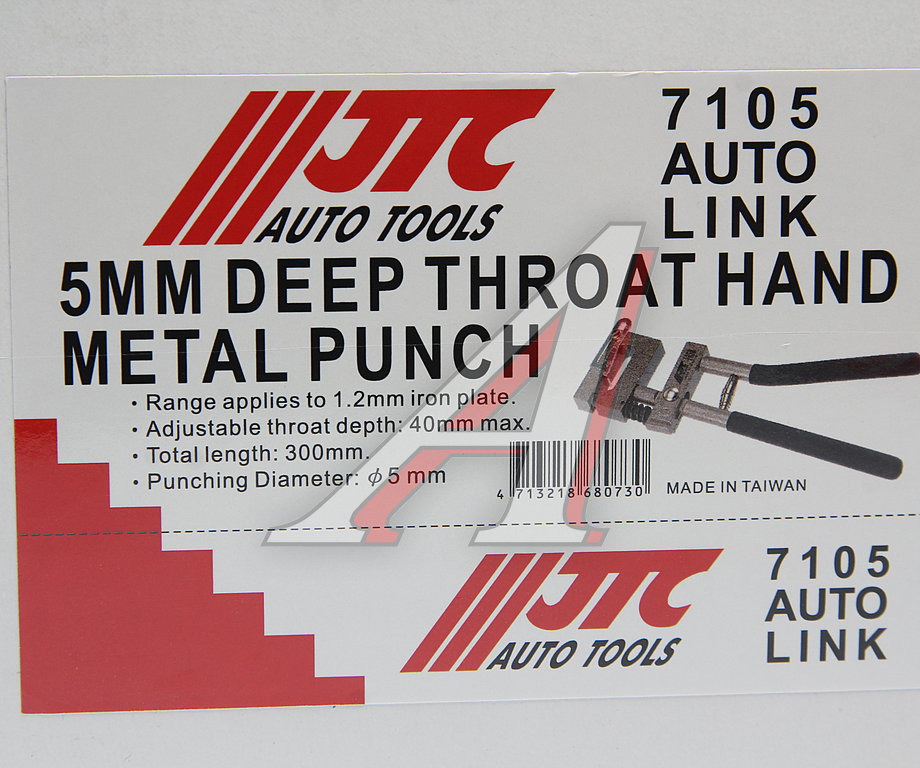 JTC
AUTO TOOLS
7105
AUTO
LINK
5MM DEEP THROAT HAND
METAL PUNCH
• Range applies to 1.2mm iron plate.
• Adjustable throat depth: 40mm max.
• Total length: 300mm.
• Punching Diameter: ϕ5 mm
4 713218 680730
MADE IN TAIWAN
JTC
AUTO TOOLS
7105
AUTO
LINK